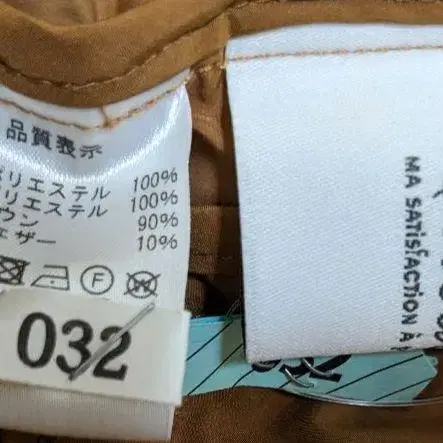 品質表示
リエステル 100%
リエステル 100%
ウン 90%
ェザー 10%
F
032
MA SATISFACTION À